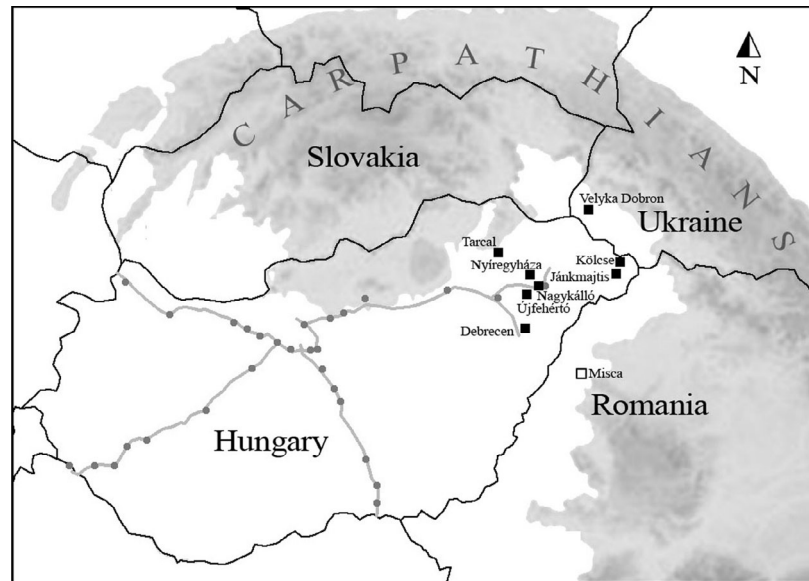 CARPATHIANS
N
Slovakia
Velyka Dobron
Ukraine
Tarcal
Kölcse
Nyíregyháza
Jánkmajtis
Nagykálló
Újfehértó
Debrecen
Misca
Romania
Hungary